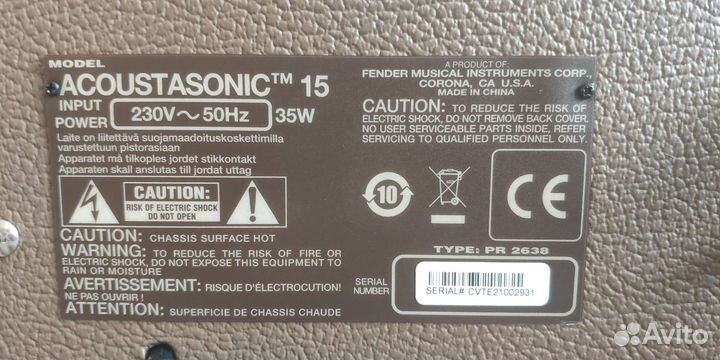 MODEL
ACOUSTASONIC™ 15
INPUT POWER 230V∼50Hz 35W
Laite on liitettävä suojamaadoituskoskettimilla
varustettuun pistorasiaan
Apparatet må tilkoples jordet stikkontakt
Apparaten skall anslutas till jordat uttag
CAUTION:
RISK OF ELECTRIC SHOCK
DO NOT OPEN
CAUTION: CHASSIS SURFACE HOT
WARNING: TO REDUCE THE RISK OF FIRE OR
ELECTRIC SHOCK, DO NOT EXPOSE THIS EQUIPMENT TO
RAIN OR MOISTURE
AVERTISSEMENT: RISQUE D'ÉLECTROCUTION!
NE PAS OUVRIR!
ATTENTION: SUPERFICIE DE CHASSIS CHAUDE
A PRODUCT OF:
FENDER MUSICAL INSTRUMENTS CORP.,
CORONA, CA U.S.A.
MADE IN CHINA
CAUTION: TO REDUCE THE RISK OF
ELECTRIC SHOCK, DO NOT REMOVE BACK COVER.
NO USER SERVICEABLE PARTS INSIDE, REFER
SERVICING TO QUALIFIED PERSONNEL ONLY.
10
CE
TYPE: PR 2638
SERIAL NUMBER
SERIAL# CVTE21002931
Avito